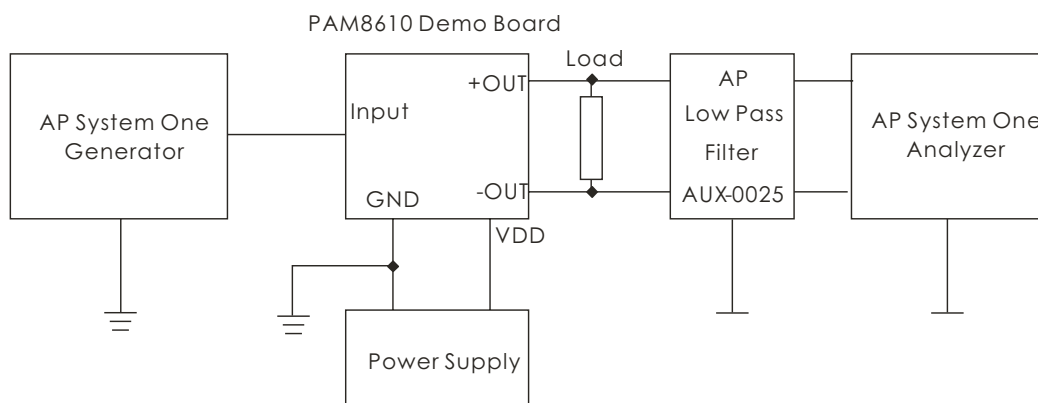 PAM8610 Demo Board
Load
+OUT
AP
Input
Low Pass
AP System One
Generator
AP System One
Analyzer
Filter
-OUT
AUX-0025
GND
VDD
Power Supply